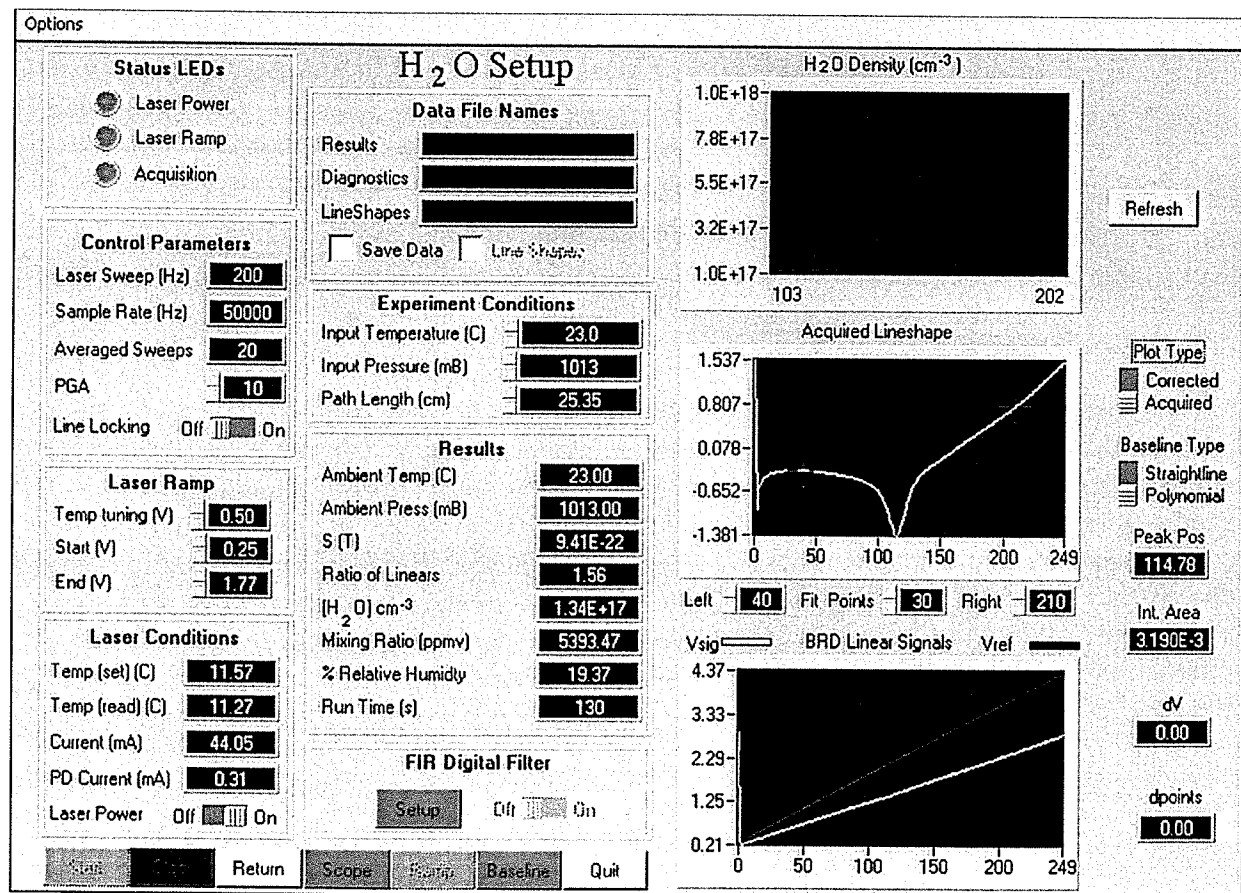 Options
Status LEDs
Laser Power
Laser Ramp
Acquisition
Control Parameters
Laser Sweep (Hz) 200
Sample Rate (Hz) 50000
Averaged Sweeps 20
PGA 10
Line Locking Off On
Laser Ramp
Temp tuning (V) 0.50
Start (V) 0.25
End (V) 1.77
Laser Conditions
Temp (set) (C) 11.57
Temp (read) (C) 11.27
Current (mA) 44.05
PD Current (mA) 0.31
Laser Power Off On
H2O Setup
Data File Names
Results
Diagnostics
LineShapes
Save Data Line Shapes
Experiment Conditions
Input Temperature (C) 23.0
Input Pressure (mB) 1013
Path Length (cm) 25.35
Results
Ambient Temp (C) 23.00
Ambient Press (mB) 1013.00
S (T) 9.41E-22
Ratio of Linears 1.56
[H2O] cm-3 1.34E+17
Mixing Ratio (ppmv) 5393.47
% Relative Humidty 19.37
Run Time (s) 130
FIR Digital Filter
Setup Off On
H2O Density (cm-3)
1.0E+18
7.8E+17
5.5E+17
3.2E+17
1.0E+17
103 202
Refresh
Acquired Lineshape
1.537
0.807
0.078
-0.652
-1.381
0 50 100 150 200 249
Plot Type
Corrected
Acquired
Baseline Type
Straightline
Polynomial
Peak Pos
114.78
Left 40 Fit Points 30 Right 210
Int. Area
3.190E-3
Vsig BRD Linear Signals Vref
4.37
3.33
2.29
1.25
0.21
0 50 100 150 200 249
dV
0.00
dpoints
0.00
Return Scope Ramp Baseline Quit